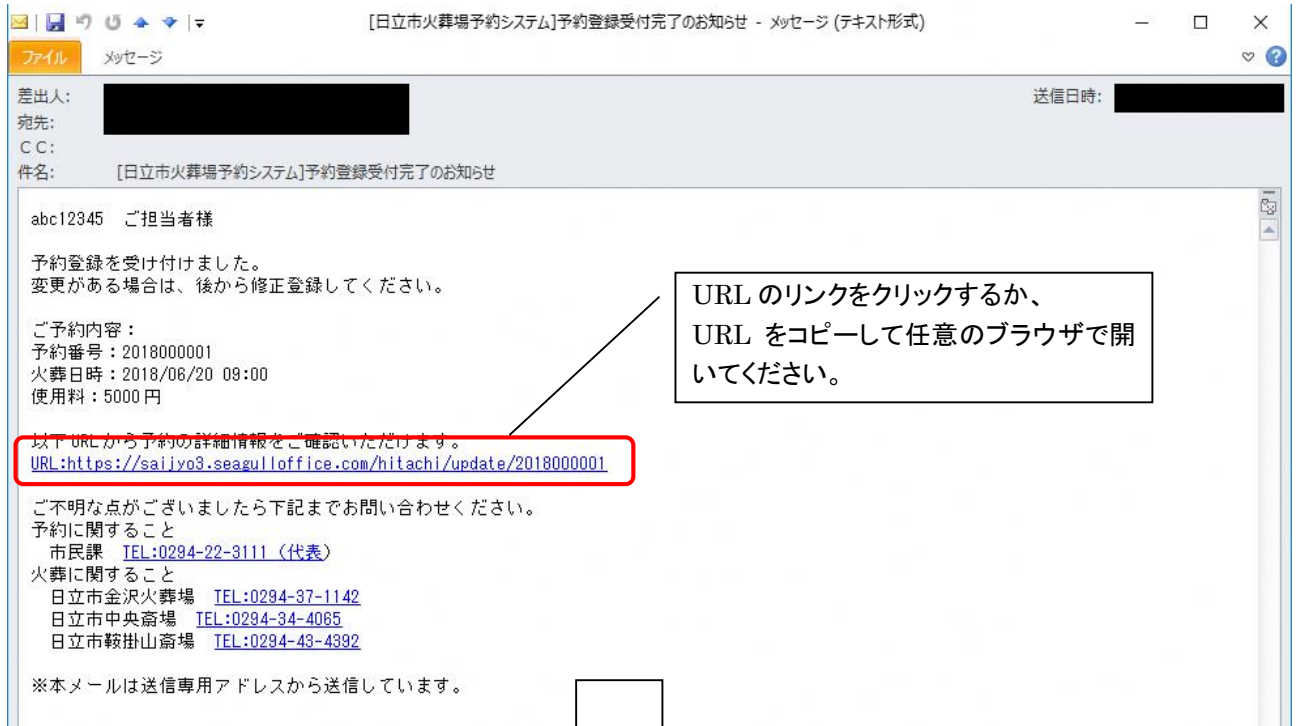 [日立市火葬場予約システム]予約登録受付完了のお知らせ - メッセージ (テキスト形式)
ファイル メッセージ
差出人:
送信日時:
宛先:
CC:
件名: [日立市火葬場予約システム]予約登録受付完了のお知らせ
abc12345 ご担当者様
予約登録を受け付けました。
変更がある場合は、後から修正登録してください。
URL のリンクをクリックするか、
URL をコピーして任意のブラウザで開
いてください。
ご予約内容：
予約番号：2018000001
火葬日時：2018/06/20 09:00
使用料：5000円
以下 URL から予約の詳細情報をご確認いただけます。
URL:https://saijyo3.seagulloffice.com/hitachi/update/2018000001
ご不明な点がございましたら下記までお問い合わせください。
予約に関すること
市民課 TEL:0294-22-3111（代表）
火葬に関すること
日立市金沢火葬場 TEL:0294-37-1142
日立市中央斎場 TEL:0294-34-4065
日立市鞍掛山斎場 TEL:0294-43-4392
※本メールは送信専用アドレスから送信しています。